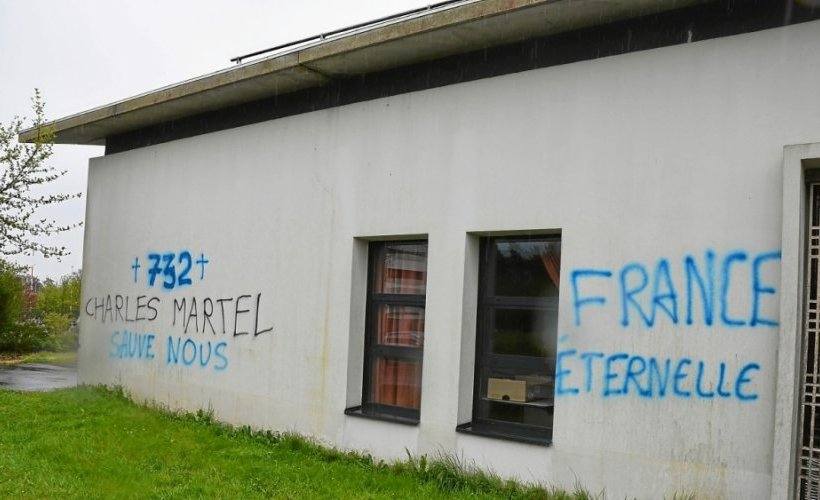 †732†
CHARLES MARTEL
SAUVE NOUS
FRANCE
ÉTERNELLE